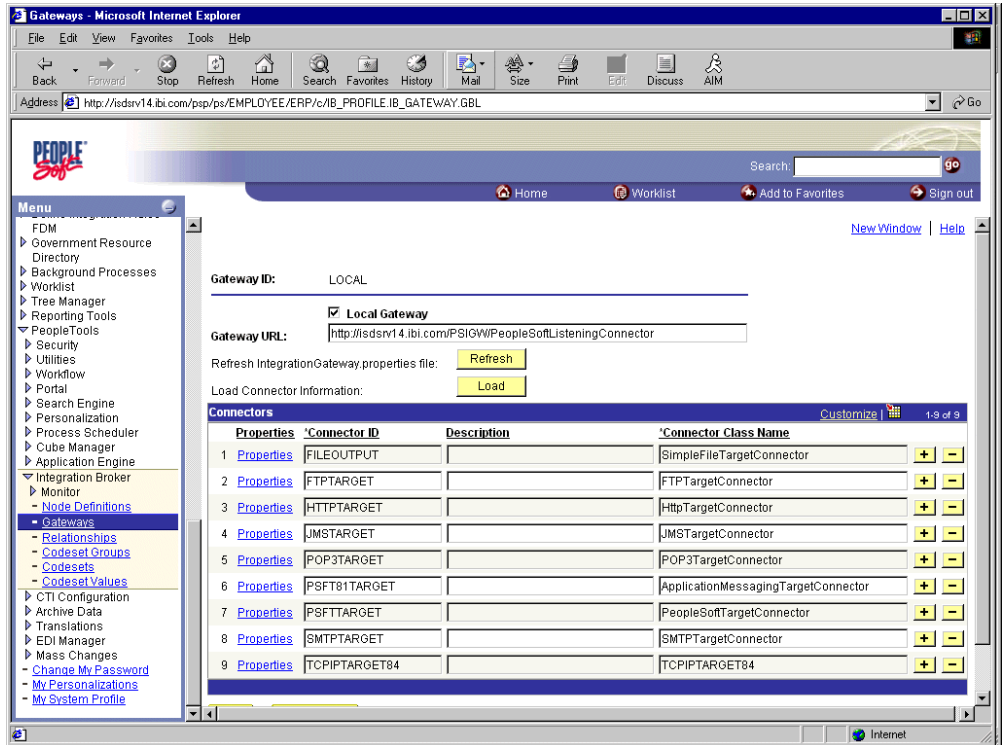 Gateways - Microsoft Internet Explorer
File Edit View Favorites Tools Help
Back Forward Stop Refresh Home Search Favorites History Mail Size Print Edit Discuss AIM
Address http://isdsrv14.ibi.com/psp/ps/EMPLOYEE/ERP/c/IB_PROFILE.IB_GATEWAY.GBL Go
PEOPLE
Soft
Search: go
Home Worklist Add to Favorites Sign out
Menu
FDM
Government Resource
Directory
Background Processes
Worklist
Tree Manager
Reporting Tools
PeopleTools
Security
Utilities
Workflow
Portal
Search Engine
Personalization
Process Scheduler
Cube Manager
Application Engine
Integration Broker
Monitor
Node Definitions
Gateways
Relationships
Codeset Groups
Codesets
Codeset Values
CTI Configuration
Archive Data
Translations
EDI Manager
Mass Changes
Change My Password
My Personalizations
My System Profile
New Window | Help
Gateway ID: LOCAL
Local Gateway
Gateway URL: http://isdsrv14.ibi.com/PSIGW/PeopleSoftListeningConnector
Refresh IntegrationGateway.properties file: Refresh
Load Connector Information: Load
Connectors Customize | 1-9 of 9
Properties *Connector ID Description *Connector Class Name
1 Properties FILEOUTPUT SimpleFileTargetConnector + -
2 Properties FTPTARGET FTPTargetConnector + -
3 Properties HTTPTARGET HttpTargetConnector + -
4 Properties JMSTARGET JMSTargetConnector + -
5 Properties POP3TARGET POP3TargetConnector + -
6 Properties PSFT81TARGET ApplicationMessagingTargetConnector + -
7 Properties PSFTTARGET PeopleSoftTargetConnector + -
8 Properties SMTPTARGET SMTPTargetConnector + -
9 Properties TCPIPTARGET84 TCPIPTARGET84 + -
Internet